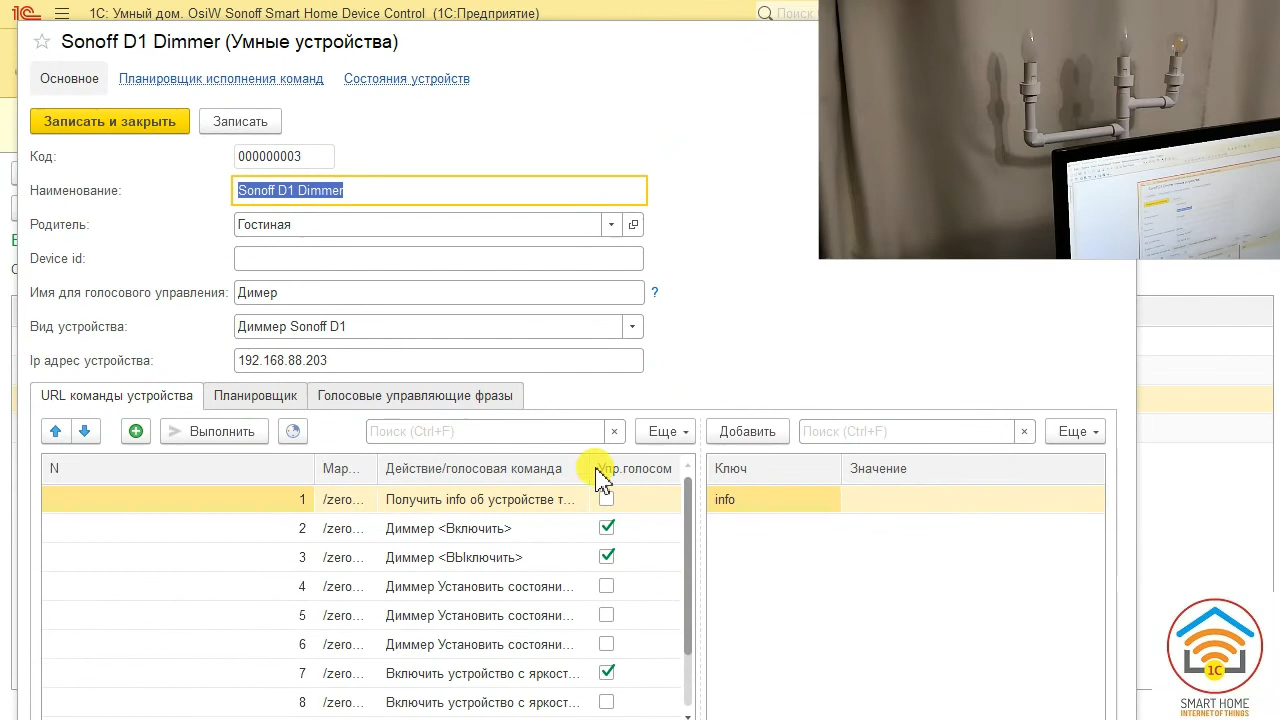 1С: Умный дом. OsiW Sonoff Smart Home Device Control (1С:Предприятие)
Поиск
Sonoff D1 Dimmer (Умные устройства)
Основное Планировщик исполнения команд Состояния устройств
Записать и закрыть Записать
Код: 000000003
Наименование: Sonoff D1 Dimmer
Родитель: Гостиная
Device id:
Имя для голосового управления: Димер ?
Вид устройства: Диммер Sonoff D1
Ip адрес устройства: 192.168.88.203
URL команды устройства Планировщик Голосовые управляющие фразы
Выполнить Поиск (Ctrl+F) × Еще Добавить Поиск (Ctrl+F) × Еще
N Мар... Действие/голосовая команда Упр.голосом Ключ Значение
1 /zero... Получить info об устройстве т... info
2 /zero... Диммер <Включить>
3 /zero... Диммер <ВЫключить>
4 /zero... Диммер Установить состояни...
5 /zero... Диммер Установить состояни...
6 /zero... Диммер Установить состояни...
7 /zero... Включить устройство с яркост...
8 /zero... Включить устройство с яркост...
1C
SMART HOME
INTERNET OF THINGS